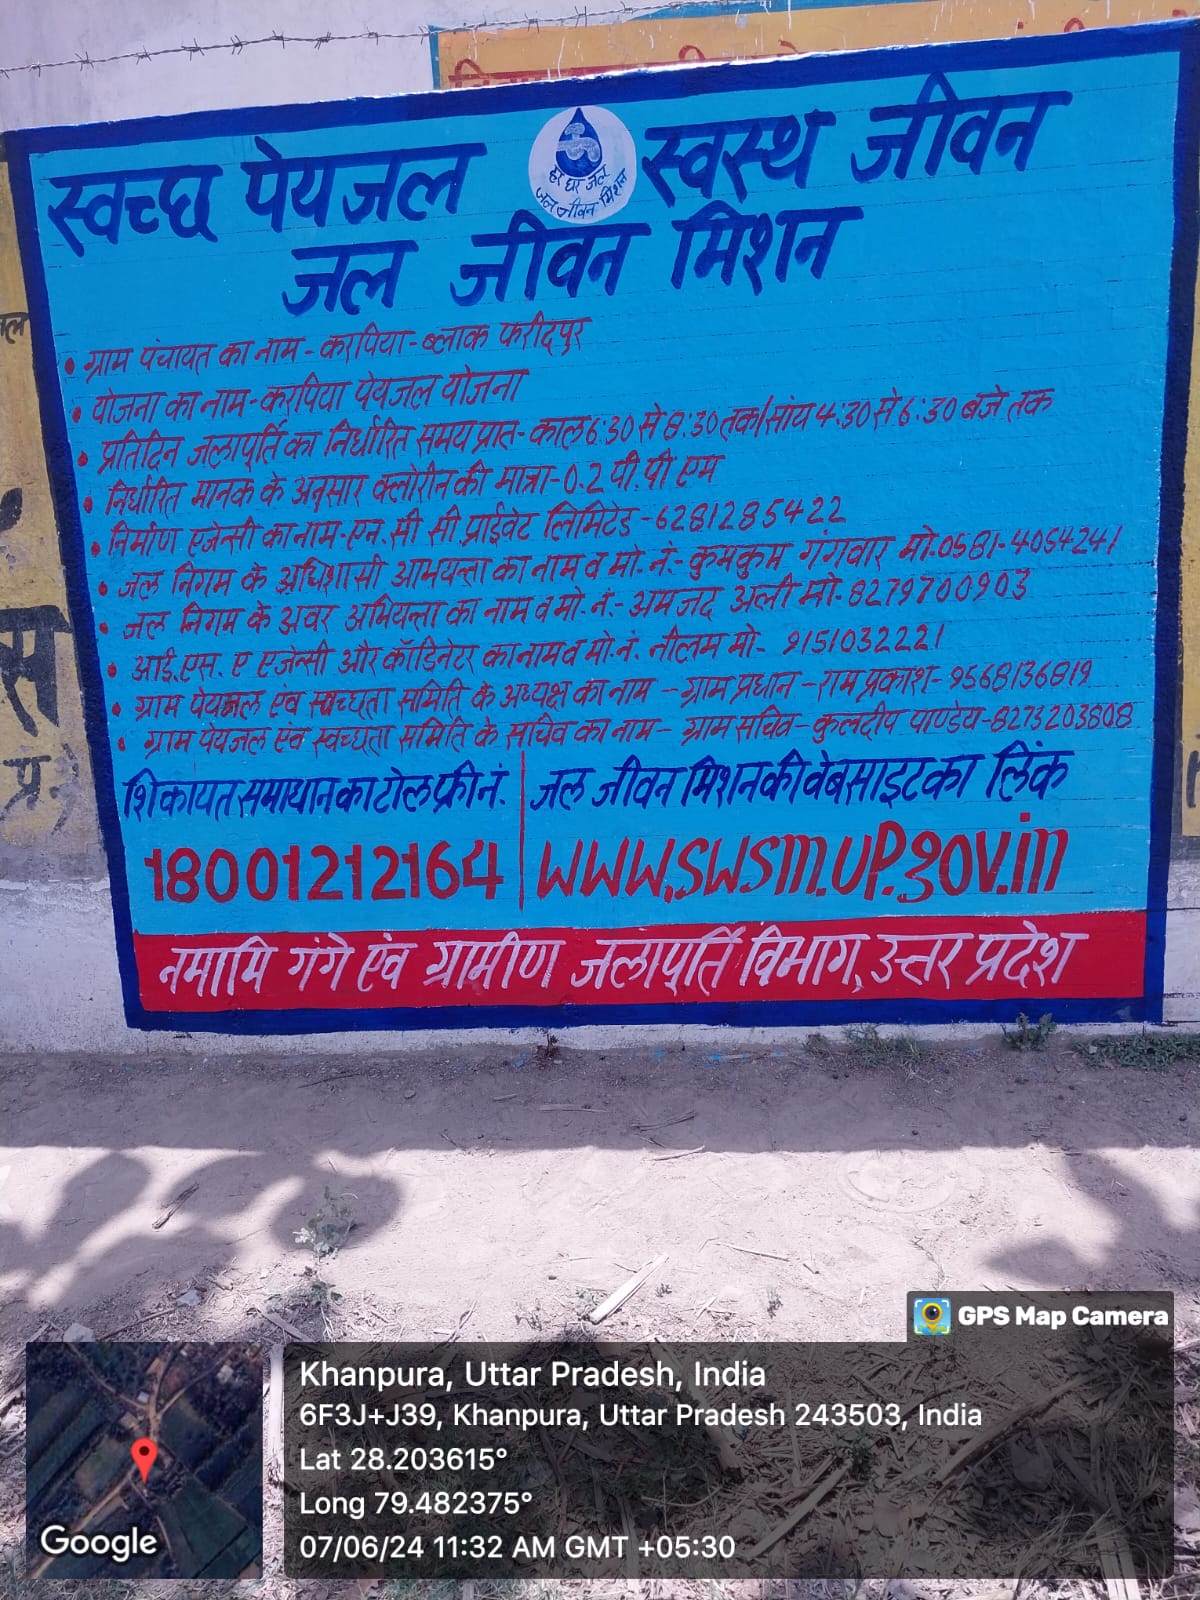 स्वच्छ पेयजल स्वस्थ जीवन
हर घर जल
जल जीवन मिशन
जल जीवन मिशन
• ग्राम पंचायत का नाम - करपिया - ब्लाक फरीदपुर
• योजना का नाम - करपिया पेयजल योजना
• प्रतिदिन जलापूर्ति का निर्धारित समय प्रात - काल 6:30 से 8:30 तक/सांय 4:30 से 6:30 बजे तक
• निर्धारित मानक के अनुसार क्लोरीन की मात्रा - 0.2 पी.पी एम
• निर्माण एजेन्सी का नाम - एन. सी सी प्राईवेट लिमिटेड - 6281285422
• जल निगम के अधिशासी अभियन्ता का नाम व मो. नं:- कुमकुम गंगवार मो.0581-4054241
• जल निगम के अवर अभियन्ता का नाम व मो. नं:- अमजद अली मो- 8279700903
• आई.एस. ए एजेन्सी और कॉडिनेटर का नाम व मो. नं. नीलम मो- 9151032221
• ग्राम पेयजल एंव स्वच्छता समिति के अध्यक्ष का नाम - ग्राम प्रधान - राम प्रकाश - 9568136819
• ग्राम पेयजल एंव स्वच्छता समिति के सचिव का नाम - ग्राम सचिव - कुलदीप पाण्डेय - 8273203808
शिकायत समाधान का टोल फ्री नं.
18001212164
जल जीवन मिशन की वेबसाइट का लिंक
www.swsm.up.gov.in
नमामि गंगे एंव ग्रामीण जलापूर्ति विभाग, उत्तर प्रदेश
GPS Map Camera
Khanpura, Uttar Pradesh, India
6F3J+J39, Khanpura, Uttar Pradesh 243503, India
Lat 28.203615°
Long 79.482375°
07/06/24 11:32 AM GMT +05:30
Google